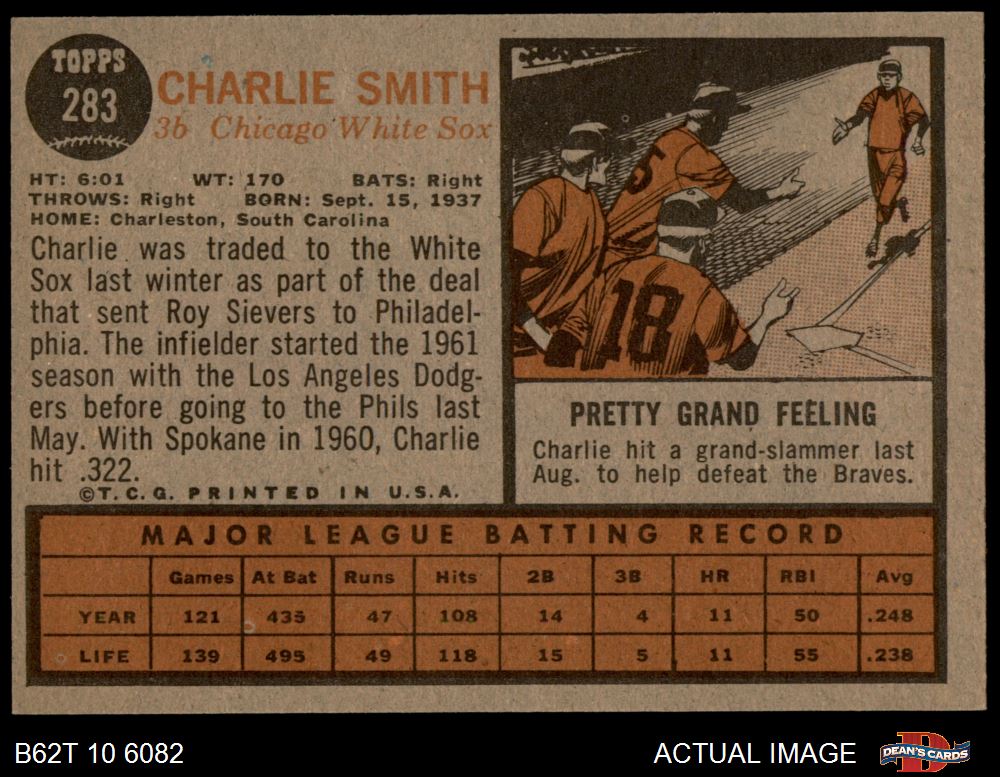 TOPPS
283
CHARLIE SMITH
3b Chicago White Sox
HT: 6:01 WT: 170 BATS: Right
THROWS: Right BORN: Sept. 15, 1937
HOME: Charleston, South Carolina
Charlie was traded to the White
Sox last winter as part of the deal
that sent Roy Sievers to Philadel-
phia. The infielder started the 1961
season with the Los Angeles Dodg-
ers before going to the Phils last
May. With Spokane in 1960, Charlie
hit .322.
©T.C.G. PRINTED IN U.S.A.
5
18
PRETTY GRAND FEELING
Charlie hit a grand-slammer last
Aug. to help defeat the Braves.
MAJOR LEAGUE BATTING RECORD
Games At Bat Runs Hits 2B 3B HR RBI Avg
YEAR 121 435 47 108 14 4 11 50 .248
LIFE 139 495 49 118 15 5 11 55 .238
B62T 10 6082
ACTUAL IMAGE
D
DEAN'S CARDS